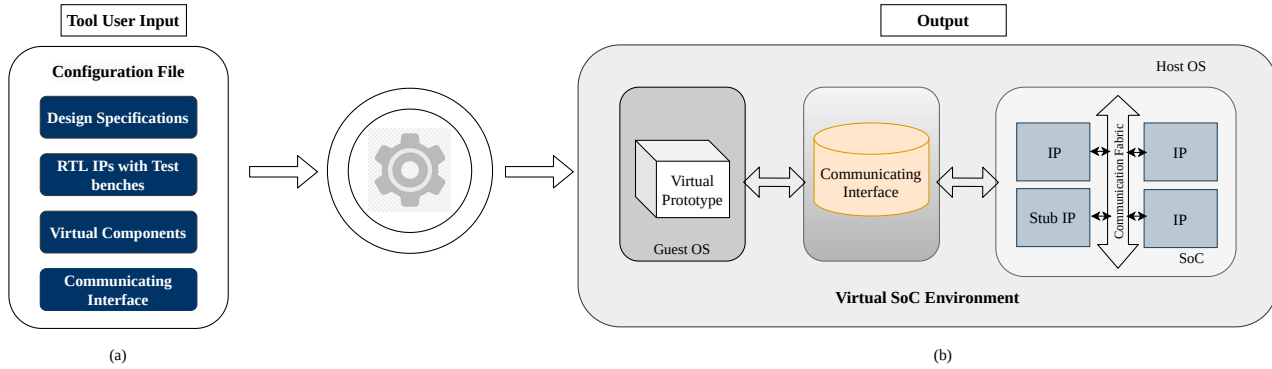 Tool User Input
Configuration File
Design Specifications
RTL IPs with Test
benches
Virtual Components
Communicating
Interface
(a)
Output
Host OS
Virtual
Prototype
Guest OS
Communicating
Interface
IP
IP
Stub IP
IP
Communication Fabric
SoC
Virtual SoC Environment
(b)